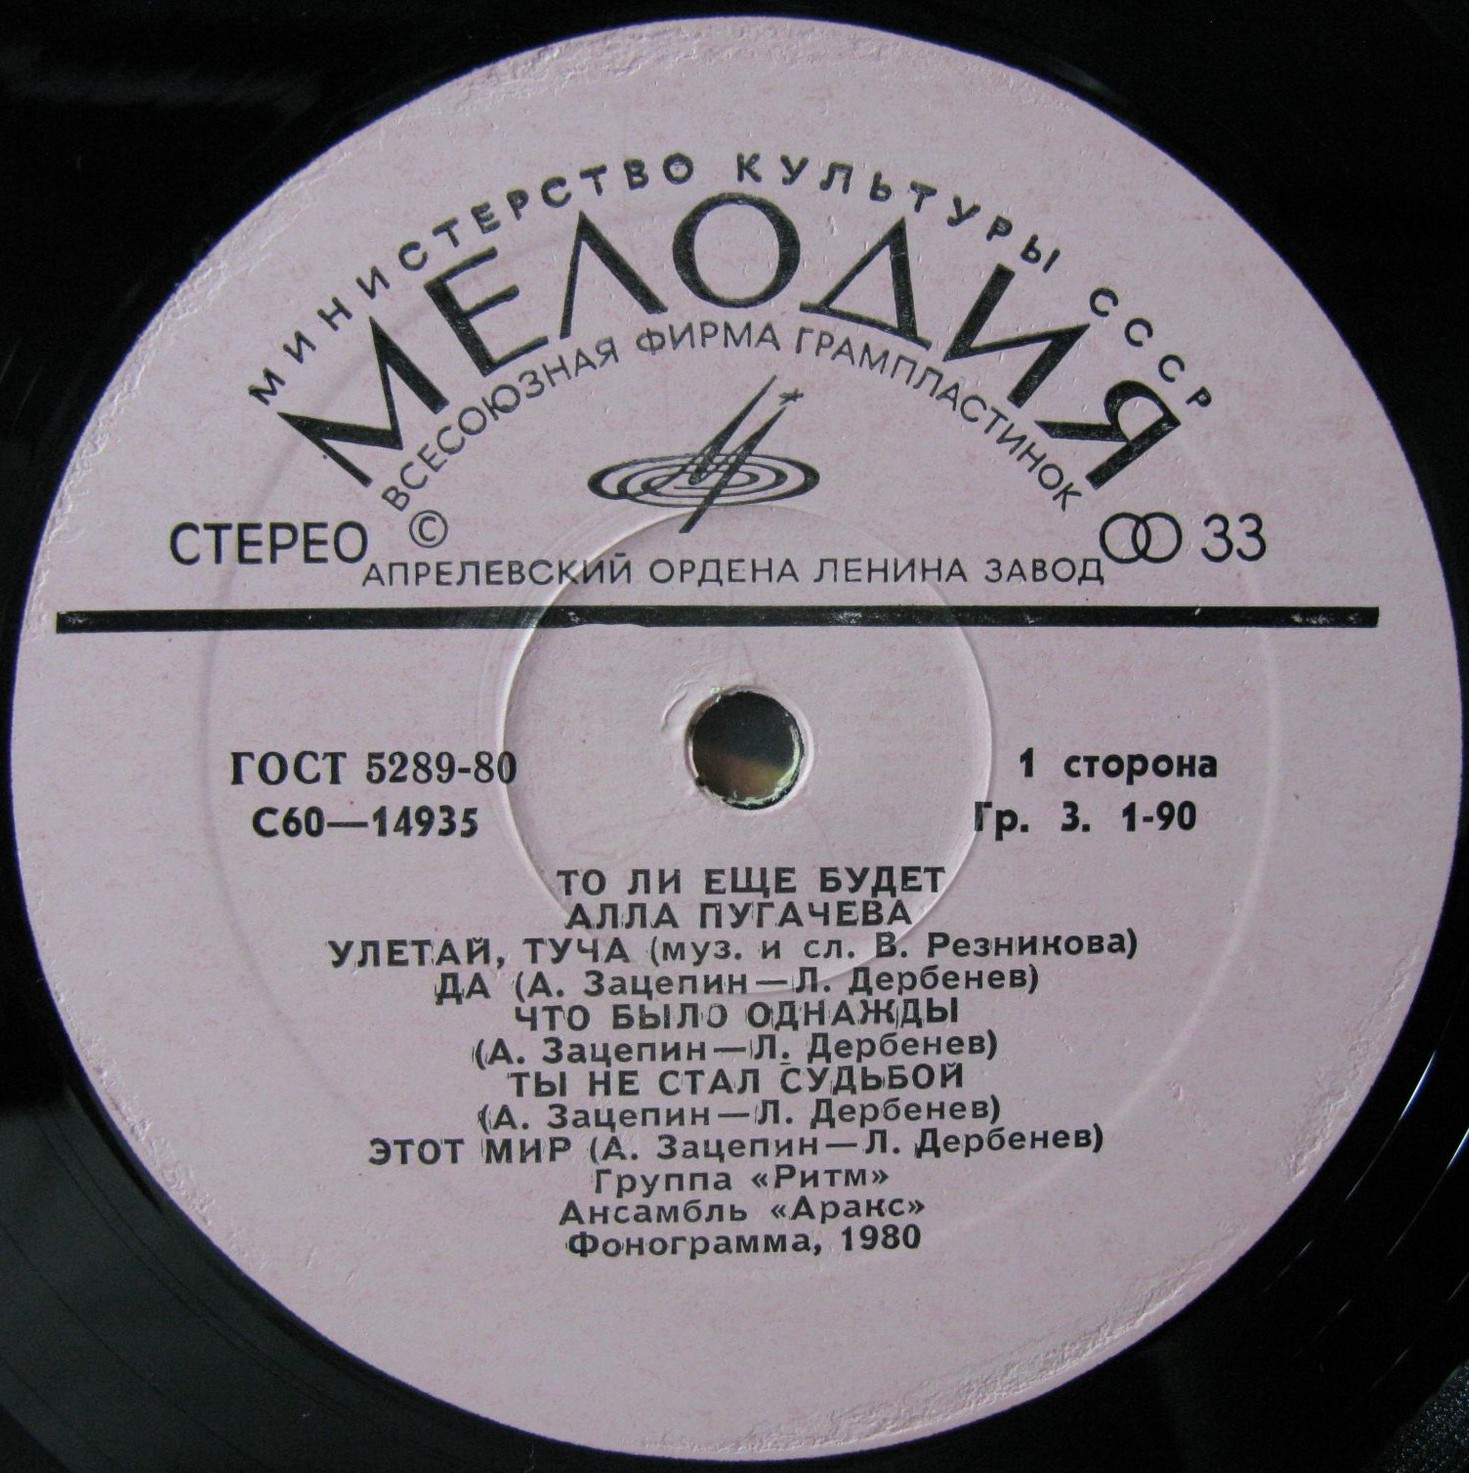 МИНИСТЕРСТВО КУЛЬТУРЫ СССР
МЕЛОДИЯ
ВСЕСОЮЗНАЯ ФИРМА ГРАМПЛАСТИНОК
СТЕРЕО © 33
АПРЕЛЕВСКИЙ ОРДЕНА ЛЕНИНА ЗАВОД
ГОСТ 5289-80 1 сторона
С60—14935 Гр. 3. 1-90
ТО ЛИ ЕЩЕ БУДЕТ
АЛЛА ПУГАЧЕВА
УЛЕТАЙ, ТУЧА (муз. и сл. В. Резникова)
ДА (А. Зацепин—Л. Дербенев)
ЧТО БЫЛО ОДНАЖДЫ
(А. Зацепин—Л. Дербенев)
ТЫ НЕ СТАЛ СУДЬБОЙ
(А. Зацепин—Л. Дербенев)
ЭТОТ МИР (А. Зацепин—Л. Дербенев)
Группа «Ритм»
Ансамбль «Аракс»
Фонограмма, 1980